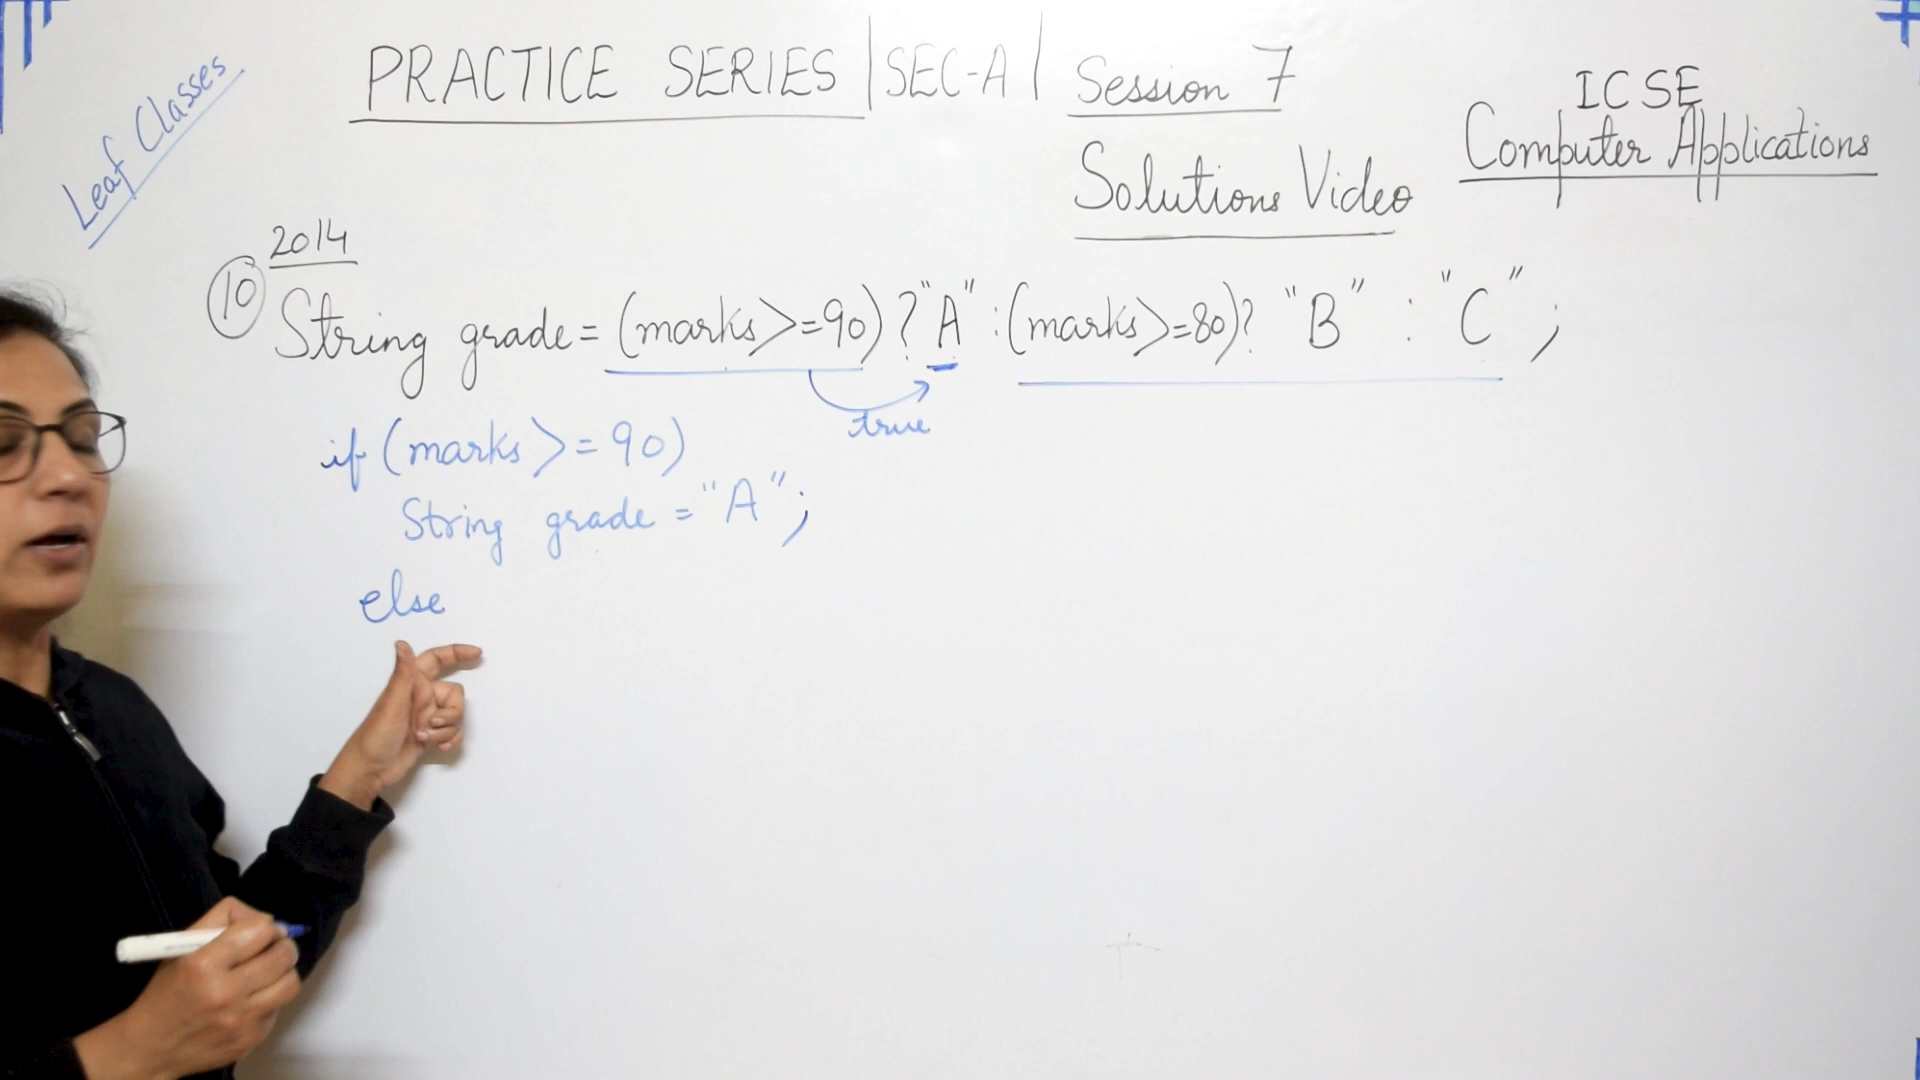 Leaf Classes
PRACTICE SERIES | SEC-A | Session 7
Solutions Video
ICSE
Computer Applications
2014
10 String grade = (marks>=90)? "A" : (marks>=80)? "B" : "C" ;
true
if (marks>=90)
String grade = "A";
else